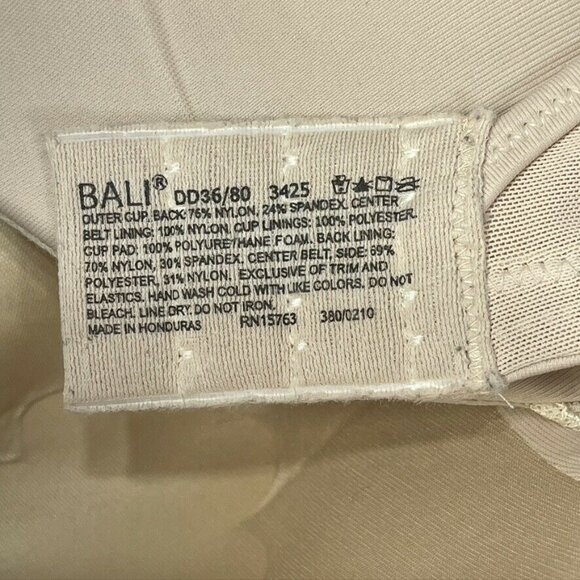 BALI® DD36/80 3425
OUTER CUP, BACK: 76% NYLON, 24% SPANDEX. CENTER
BELT LINING: 100% NYLON, CUP LININGS: 100% POLYESTER.
CUP PAD: 100% POLYURETHANE FOAM. BACK LINING:
70% NYLON, 30% SPANDEX. CENTER BELT: SIDE: 69%
POLYESTER, 31% NYLON. EXCLUSIVE OF TRIM AND
ELASTICS. HAND WASH COLD WITH LIKE COLORS. DO NOT
BLEACH. LINE DRY. DO NOT IRON.
MADE IN HONDURAS RN15763 380/0210